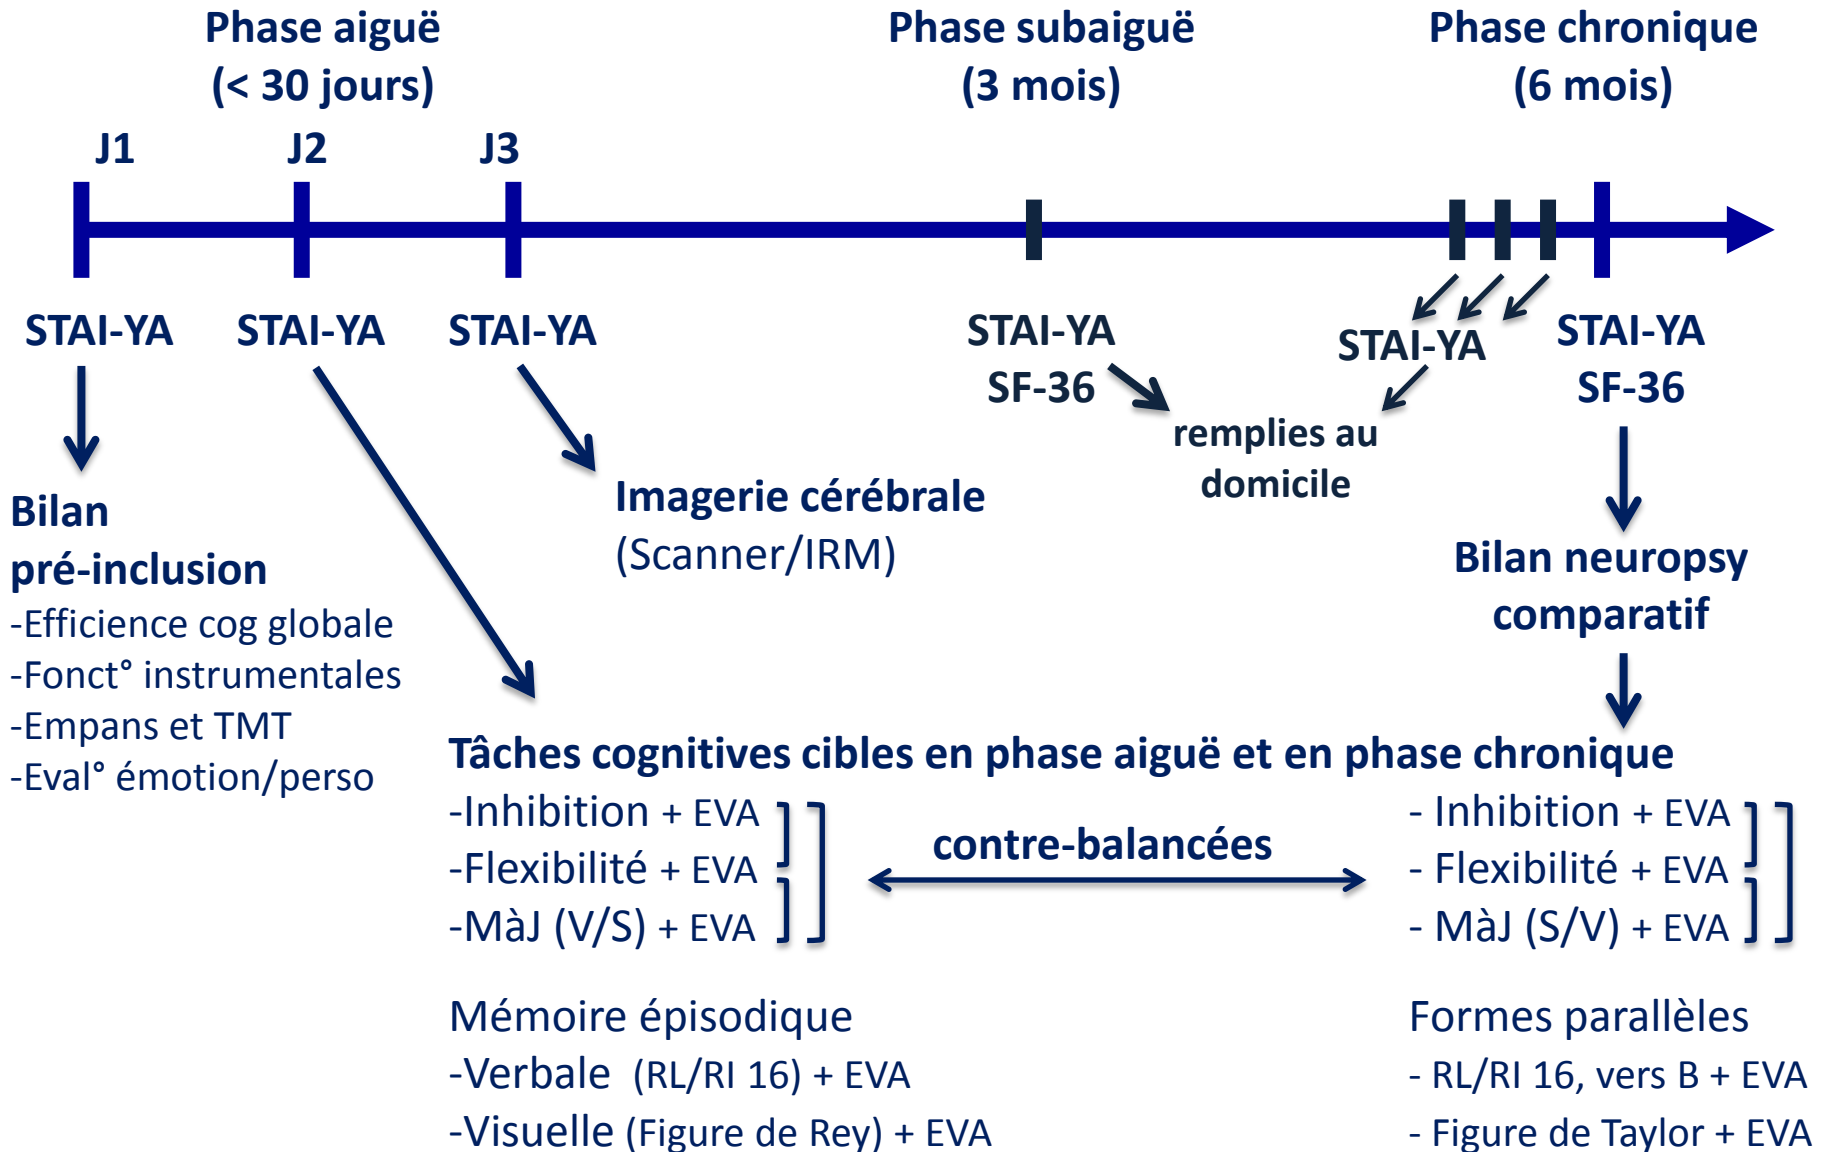 Phase aiguë
(< 30 jours)
Phase subaiguë
(3 mois)
Phase chronique
(6 mois)
J1
J2
J3
STAI-YA
STAI-YA
STAI-YA
STAI-YA
SF-36
STAI-YA
STAI-YA
SF-36
remplies au
domicile
Bilan
pré-inclusion
-Efficience cog globale
-Fonct° instrumentales
-Empans et TMT
-Eval° émotion/perso
Imagerie cérébrale
(Scanner/IRM)
Bilan neuropsy
comparatif
Tâches cognitives cibles en phase aiguë et en phase chronique
-Inhibition + EVA
-Flexibilité + EVA
-MàJ (V/S) + EVA
contre-balancées
- Inhibition + EVA
- Flexibilité + EVA
- MàJ (S/V) + EVA
Mémoire épisodique
-Verbale (RL/RI 16) + EVA
-Visuelle (Figure de Rey) + EVA
Formes parallèles
- RL/RI 16, vers B + EVA
- Figure de Taylor + EVA